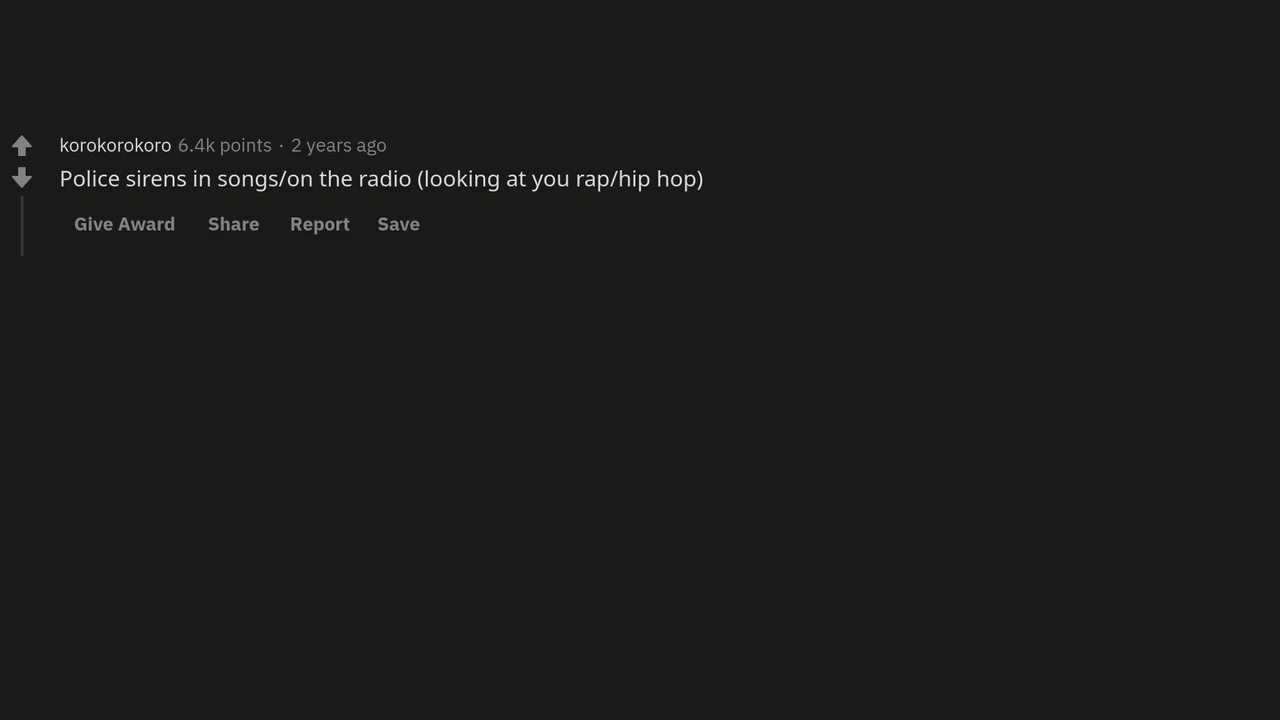 korokorokoro 6.4k points · 2 years ago
Police sirens in songs/on the radio (looking at you rap/hip hop)
Give Award Share Report Save